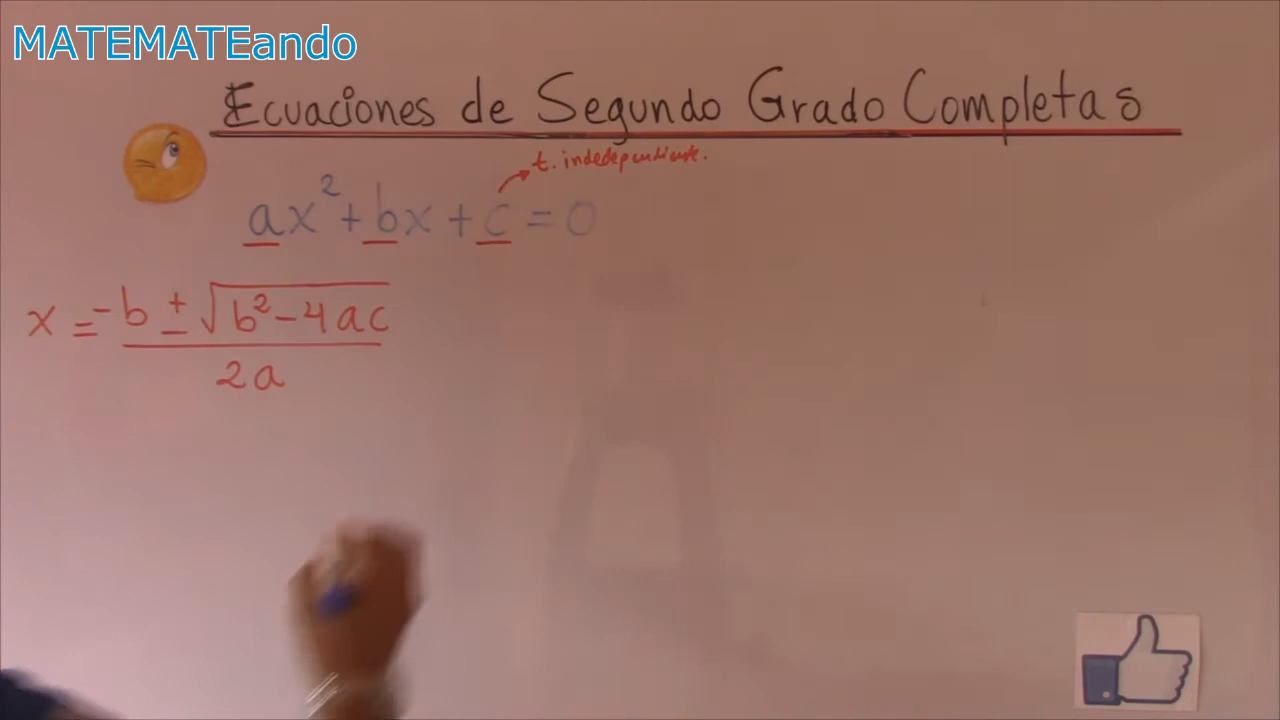 MATEMATEando
Ecuaciones de Segundo Grado Completas
t. indedependiente.
ax² + bx + c = 0
x = -b ± √b² - 4ac
2a